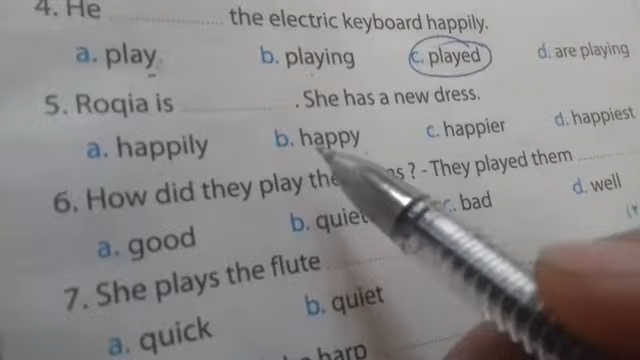 4. He ............ the electric keyboard happily.
a. play b. playing c. played d. are playing
5. Roqia is ............ . She has a new dress.
a. happily b. happy c. happier d. happiest
6. How did they play the ? - They played them ............
a. good b. quiet c. bad d. well
7. She plays the flute ............
a. quick b. quiet
harp